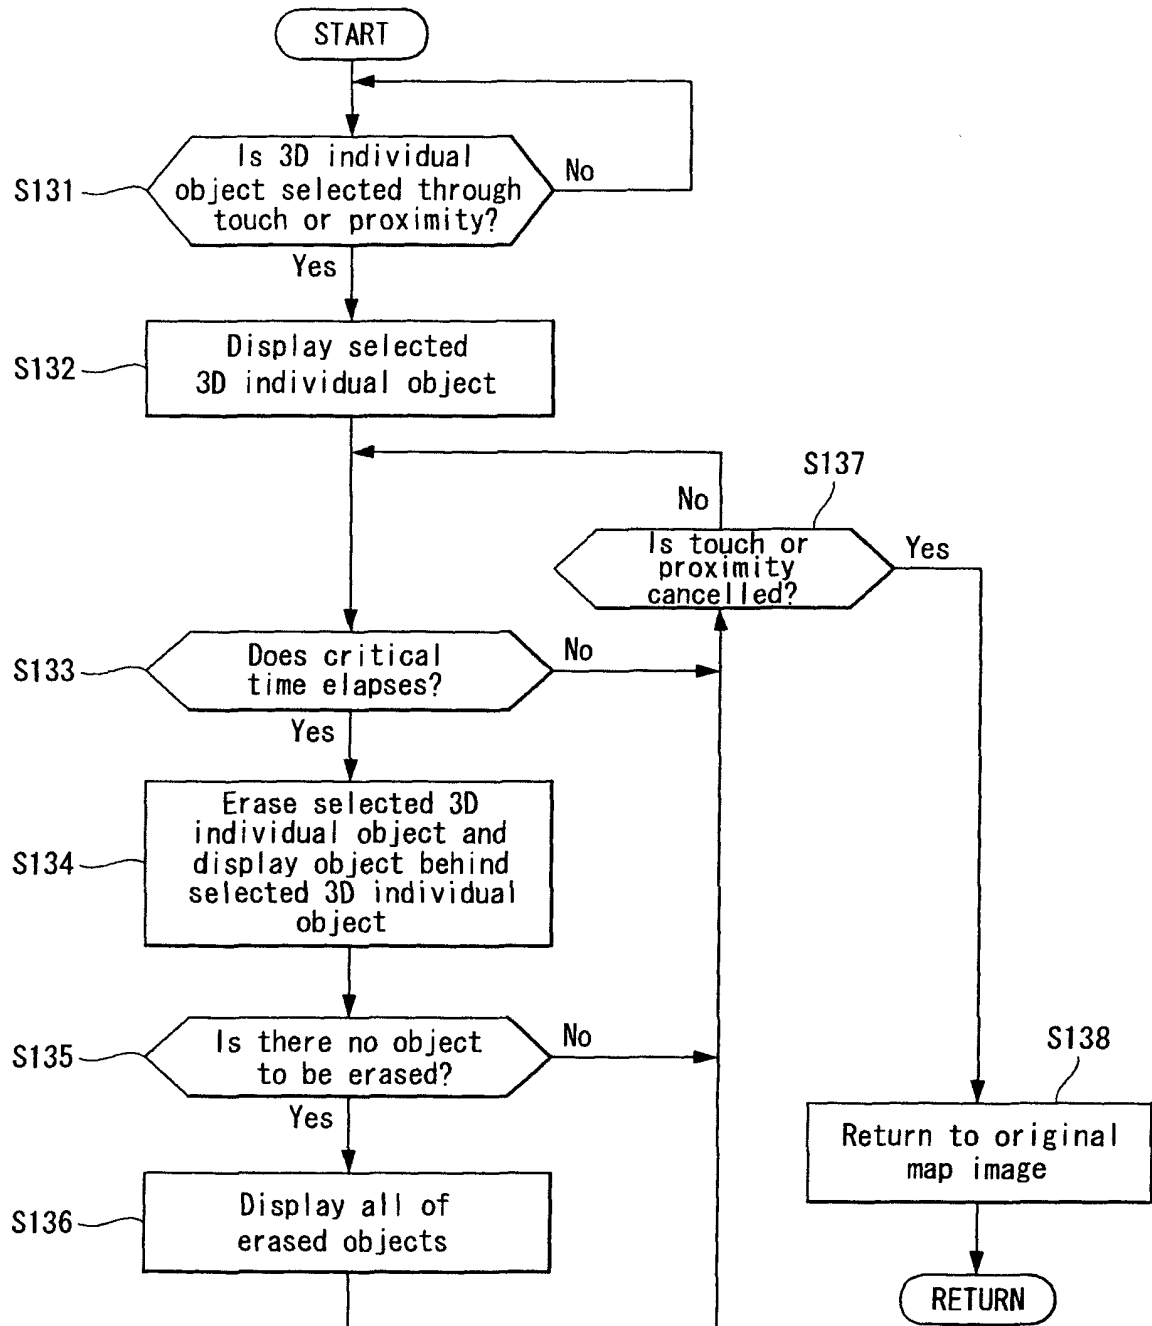 START
Is 3D individual
object selected through
touch or proximity?
No
S131
Yes
Display selected
3D individual object
S132
S137
No
Is touch or
proximity
cancelled?
Yes
Does critical
time elapses?
No
S133
Yes
Erase selected 3D
individual object and
display object behind
selected 3D individual
object
S134
Is there no object
to be erased?
No
S135
Yes
S138
Return to original
map image
Display all of
erased objects
S136
RETURN